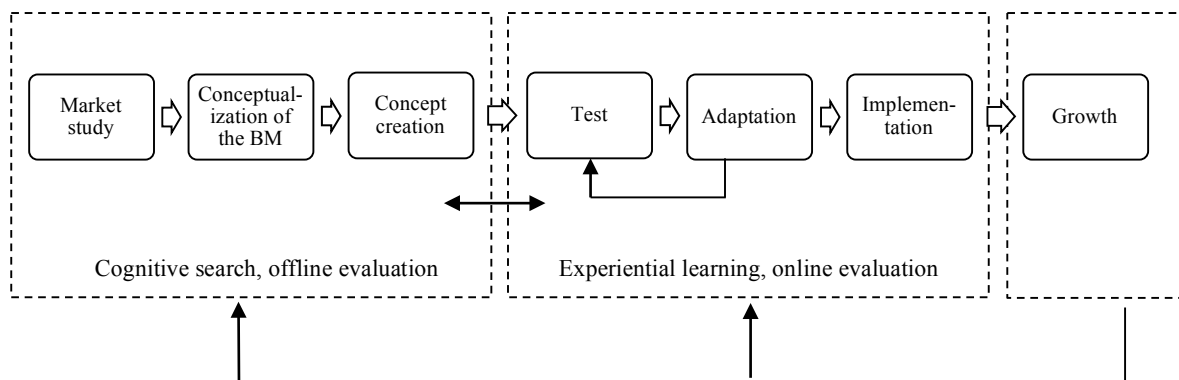 Market
study
Conceptual-
ization of
the BM
Concept
creation
Test
Adaptation
Implemen-
tation
Growth
Cognitive search, offline evaluation
Experiential learning, online evaluation